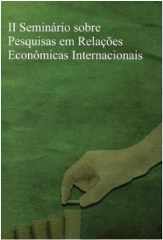 II Seminário sobre
Pesquisas em Relações
Econômicas Internacionais